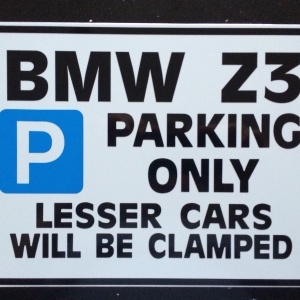 BMW Z3
P
PARKING
ONLY
LESSER CARS
WILL BE CLAMPED